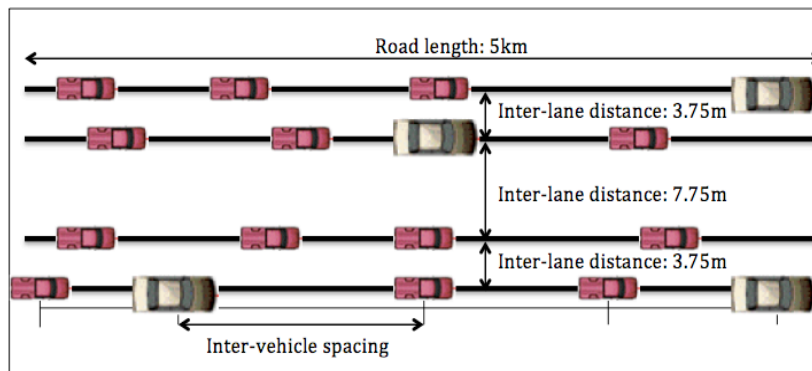 Road length: 5km
Inter-lane distance: 3.75m
Inter-lane distance: 7.75m
Inter-lane distance: 3.75m
Inter-vehicle spacing